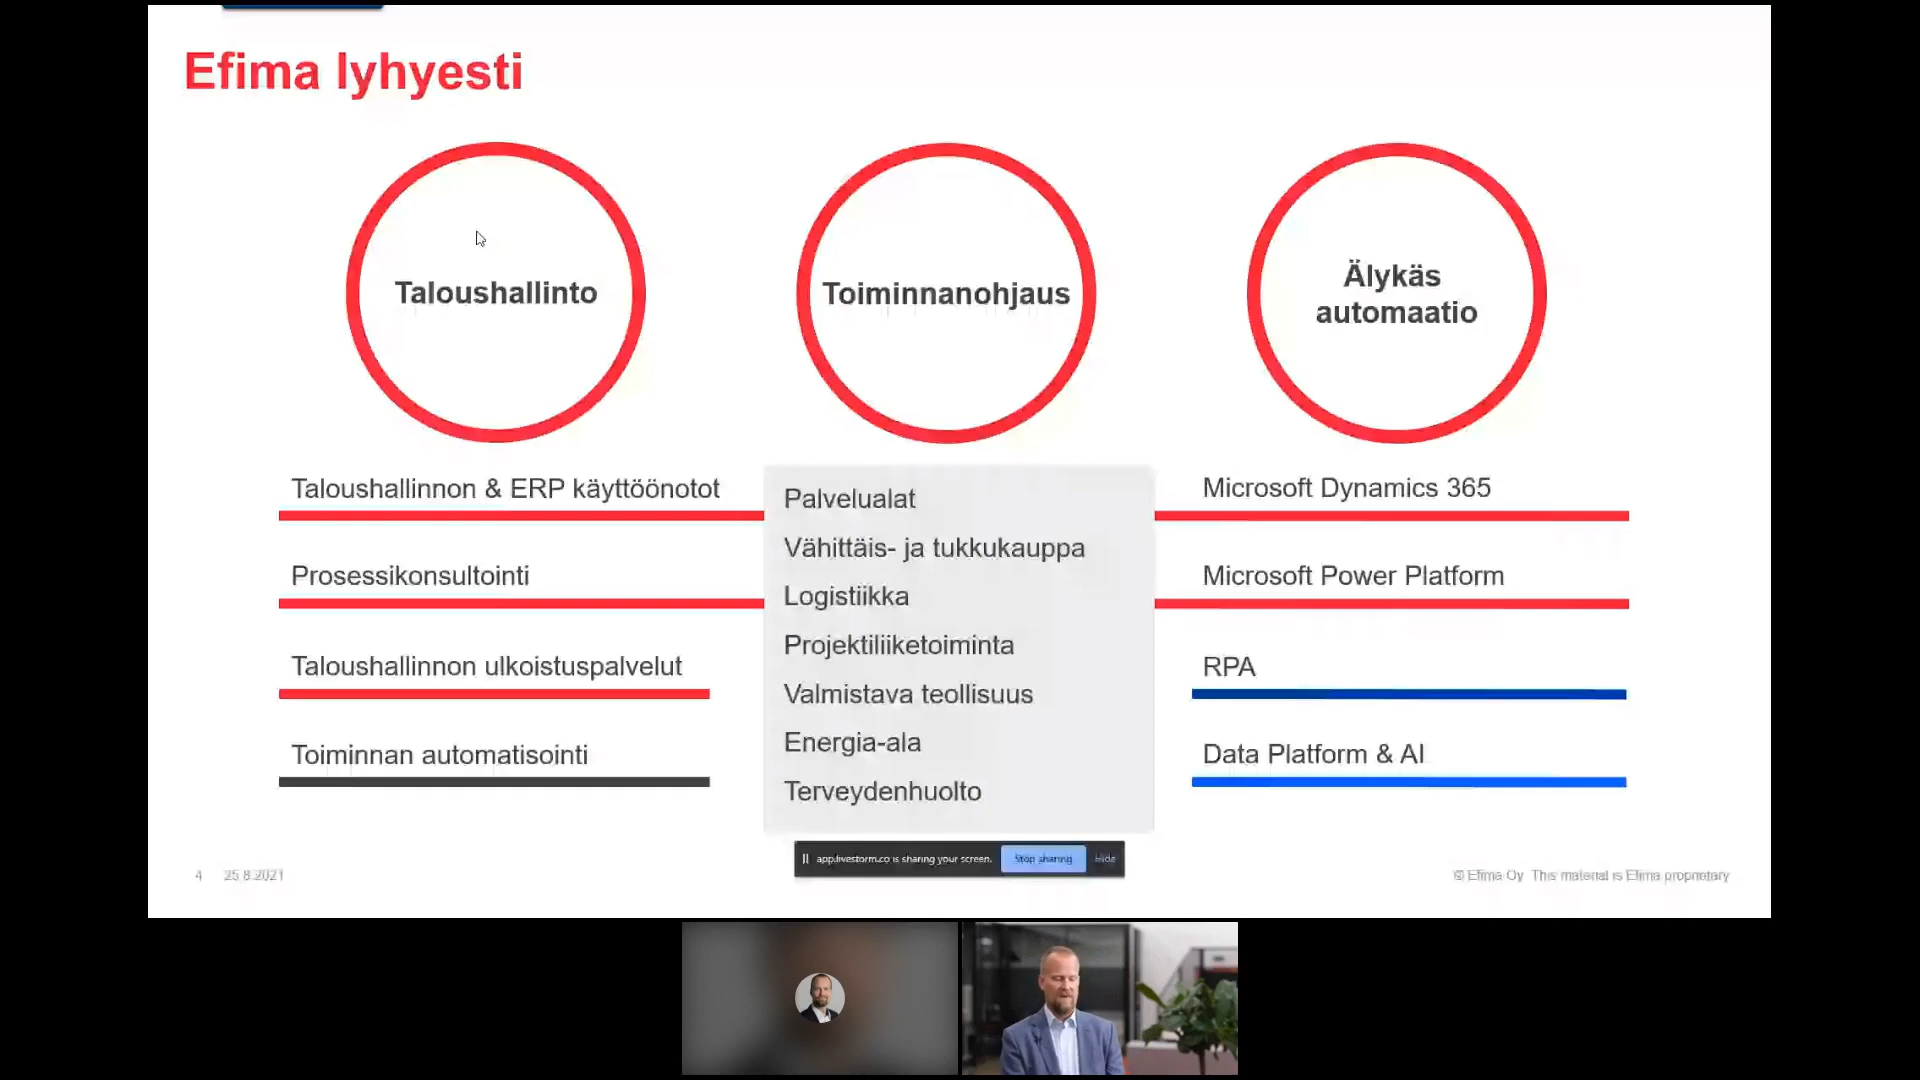 Efima lyhyesti
Taloushallinto
Toiminnanohjaus
Älykäs
automaatio
Taloushallinnon & ERP käyttöönotot
Prosessikonsultointi
Taloushallinnon ulkoistuspalvelut
Toiminnan automatisointi
Palvelualat
Vähittäis- ja tukkukauppa
Logistiikka
Projektiliiketoiminta
Valmistava teollisuus
Energia-ala
Terveydenhuolto
Microsoft Dynamics 365
Microsoft Power Platform
RPA
Data Platform & AI
app.livestorm.co is sharing your screen.
Stop sharing
Hide
4
25.8.2021
© Efima Oy This material is Efima proprietary